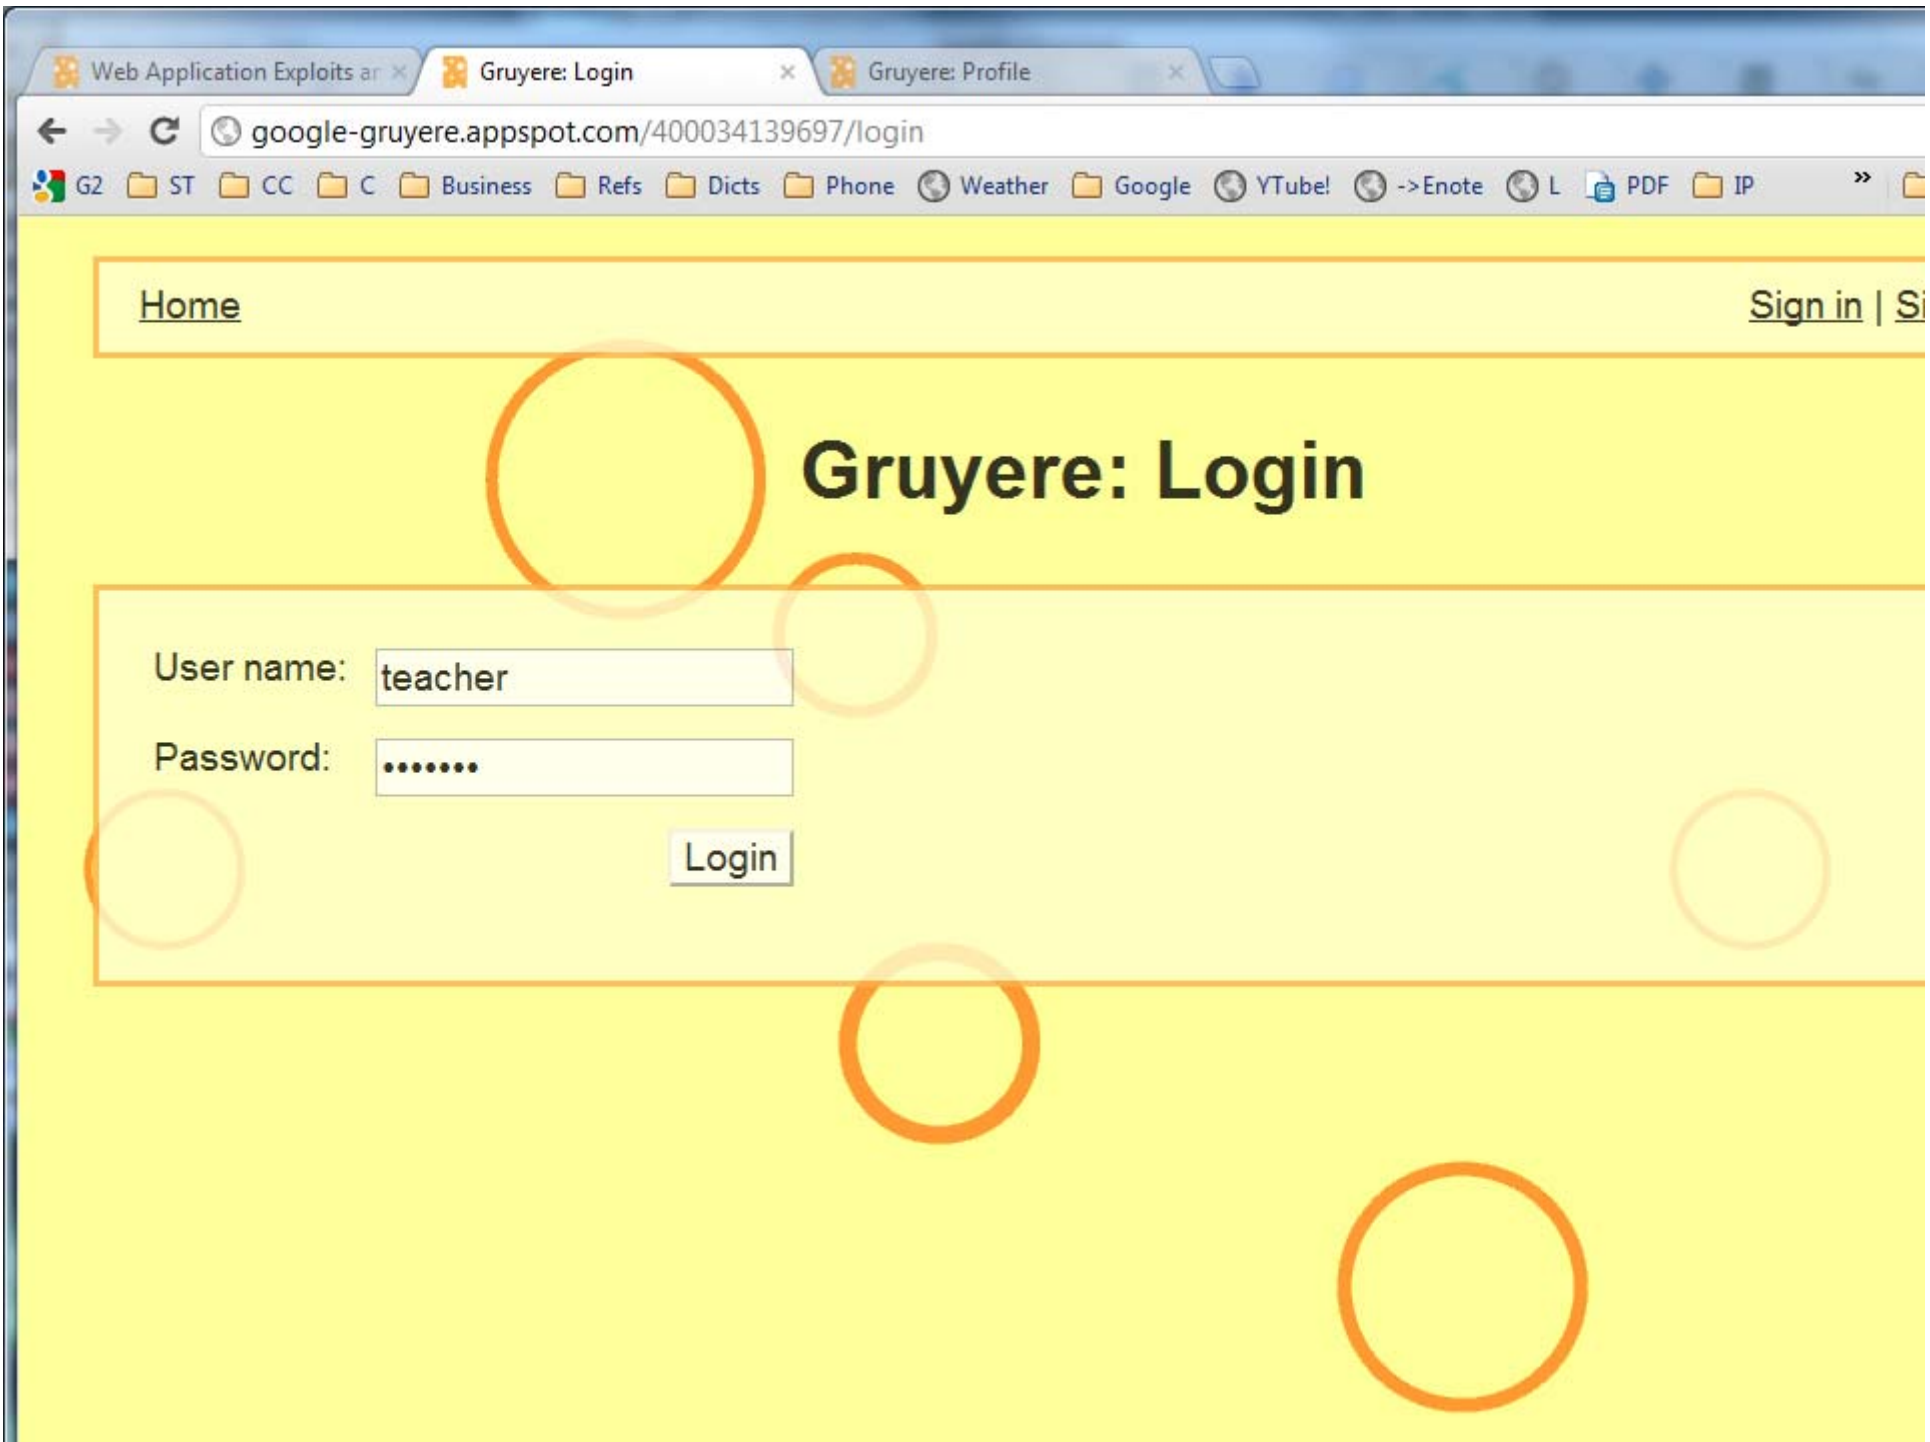 Web Application Exploits ar
Gruyere: Login
Gruyere: Profile
google-gruyere.appspot.com/400034139697/login
G2 ST CC C Business Refs Dicts Phone Weather Google YTube! ->Enote L PDF IP »
Home Sign in | Si
Gruyere: Login
User name: teacher
Password: •••••••
Login